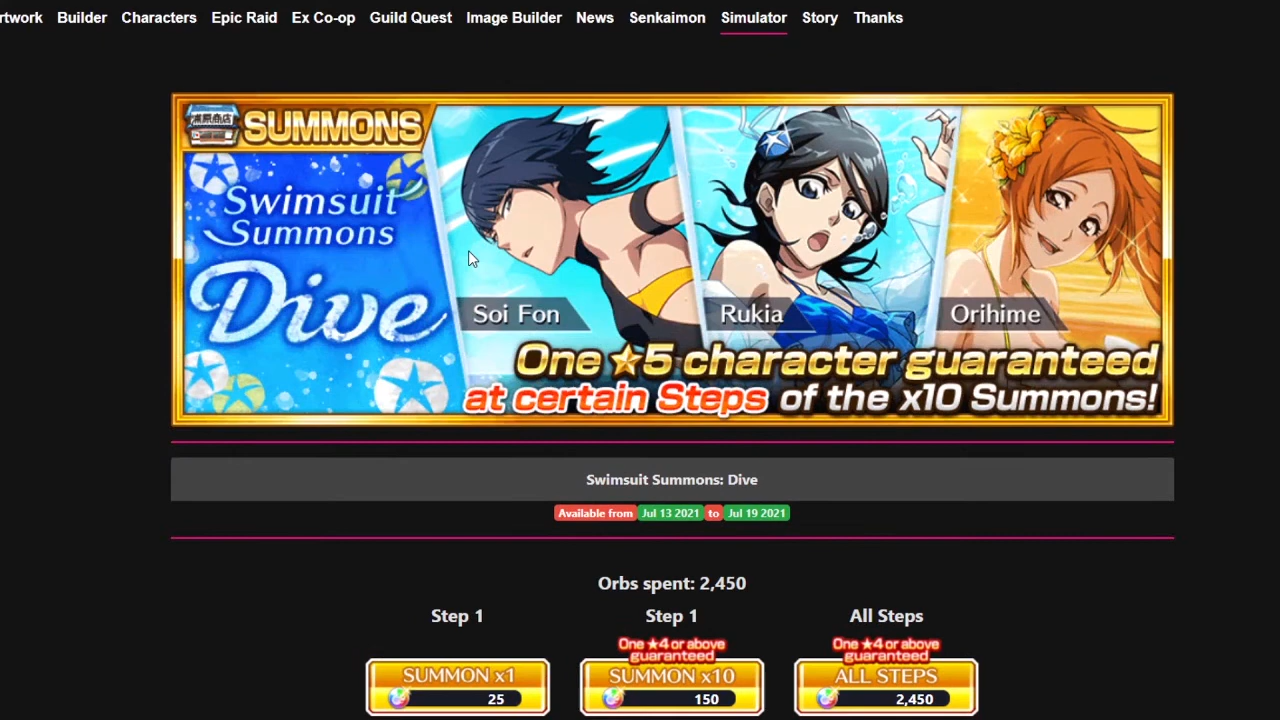 rtwork Builder Characters Epic Raid Ex Co-op Guild Quest Image Builder News Senkaimon Simulator Story Thanks
浦原商店 SUMMONS
Swimsuit
Summons
Dive
Soi Fon Rukia Orihime
One ★5 character guaranteed
at certain Steps of the x10 Summons!
Swimsuit Summons: Dive
Available from Jul 13 2021 to Jul 19 2021
Orbs spent: 2,450
Step 1 Step 1 All Steps
One ★4 or above guaranteed One ★4 or above guaranteed
SUMMON x1 SUMMON x10 ALL STEPS
25 150 2,450